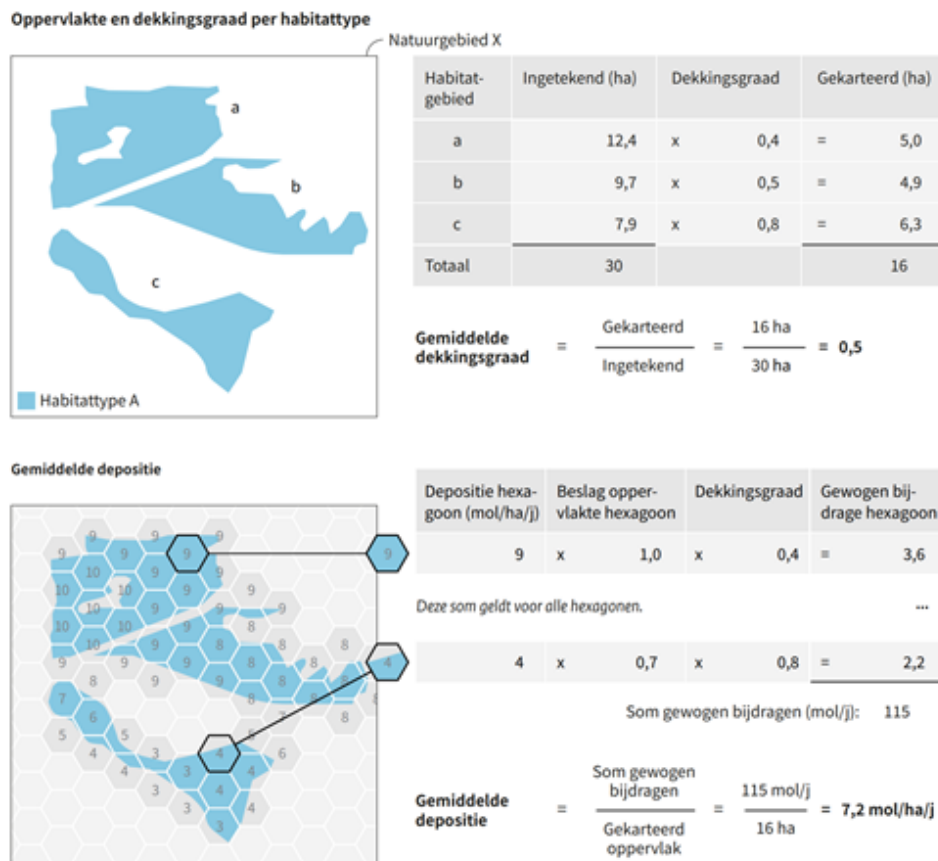 Oppervlakte en dekkingsgraad per habitattype
Natuurgebied X
a
b
c
Habitattype A
Habitat-gebied Ingetekend (ha) Dekkingsgraad Gekarteerd (ha)
a 12,4 x 0,4 = 5,0
b 9,7 x 0,5 = 4,9
c 7,9 x 0,8 = 6,3
Totaal 30 16
Gemiddelde dekkingsgraad = Gekarteerd / Ingetekend = 16 ha / 30 ha = 0,5
Gemiddelde depositie
Depositie hexa-goon (mol/ha/j) Beslag opper-vlakte hexagoon Dekkingsgraad Gewogen bij-drage hexagoon
9 9 x 1,0 x 0,4 = 3,6
Deze som geldt voor alle hexagonen. ...
4 4 x 0,7 x 0,8 = 2,2
Som gewogen bijdragen (mol/j): 115
Gemiddelde depositie = Som gewogen bijdragen / Gekarteerd oppervlak = 115 mol/j / 16 ha = 7,2 mol/ha/j